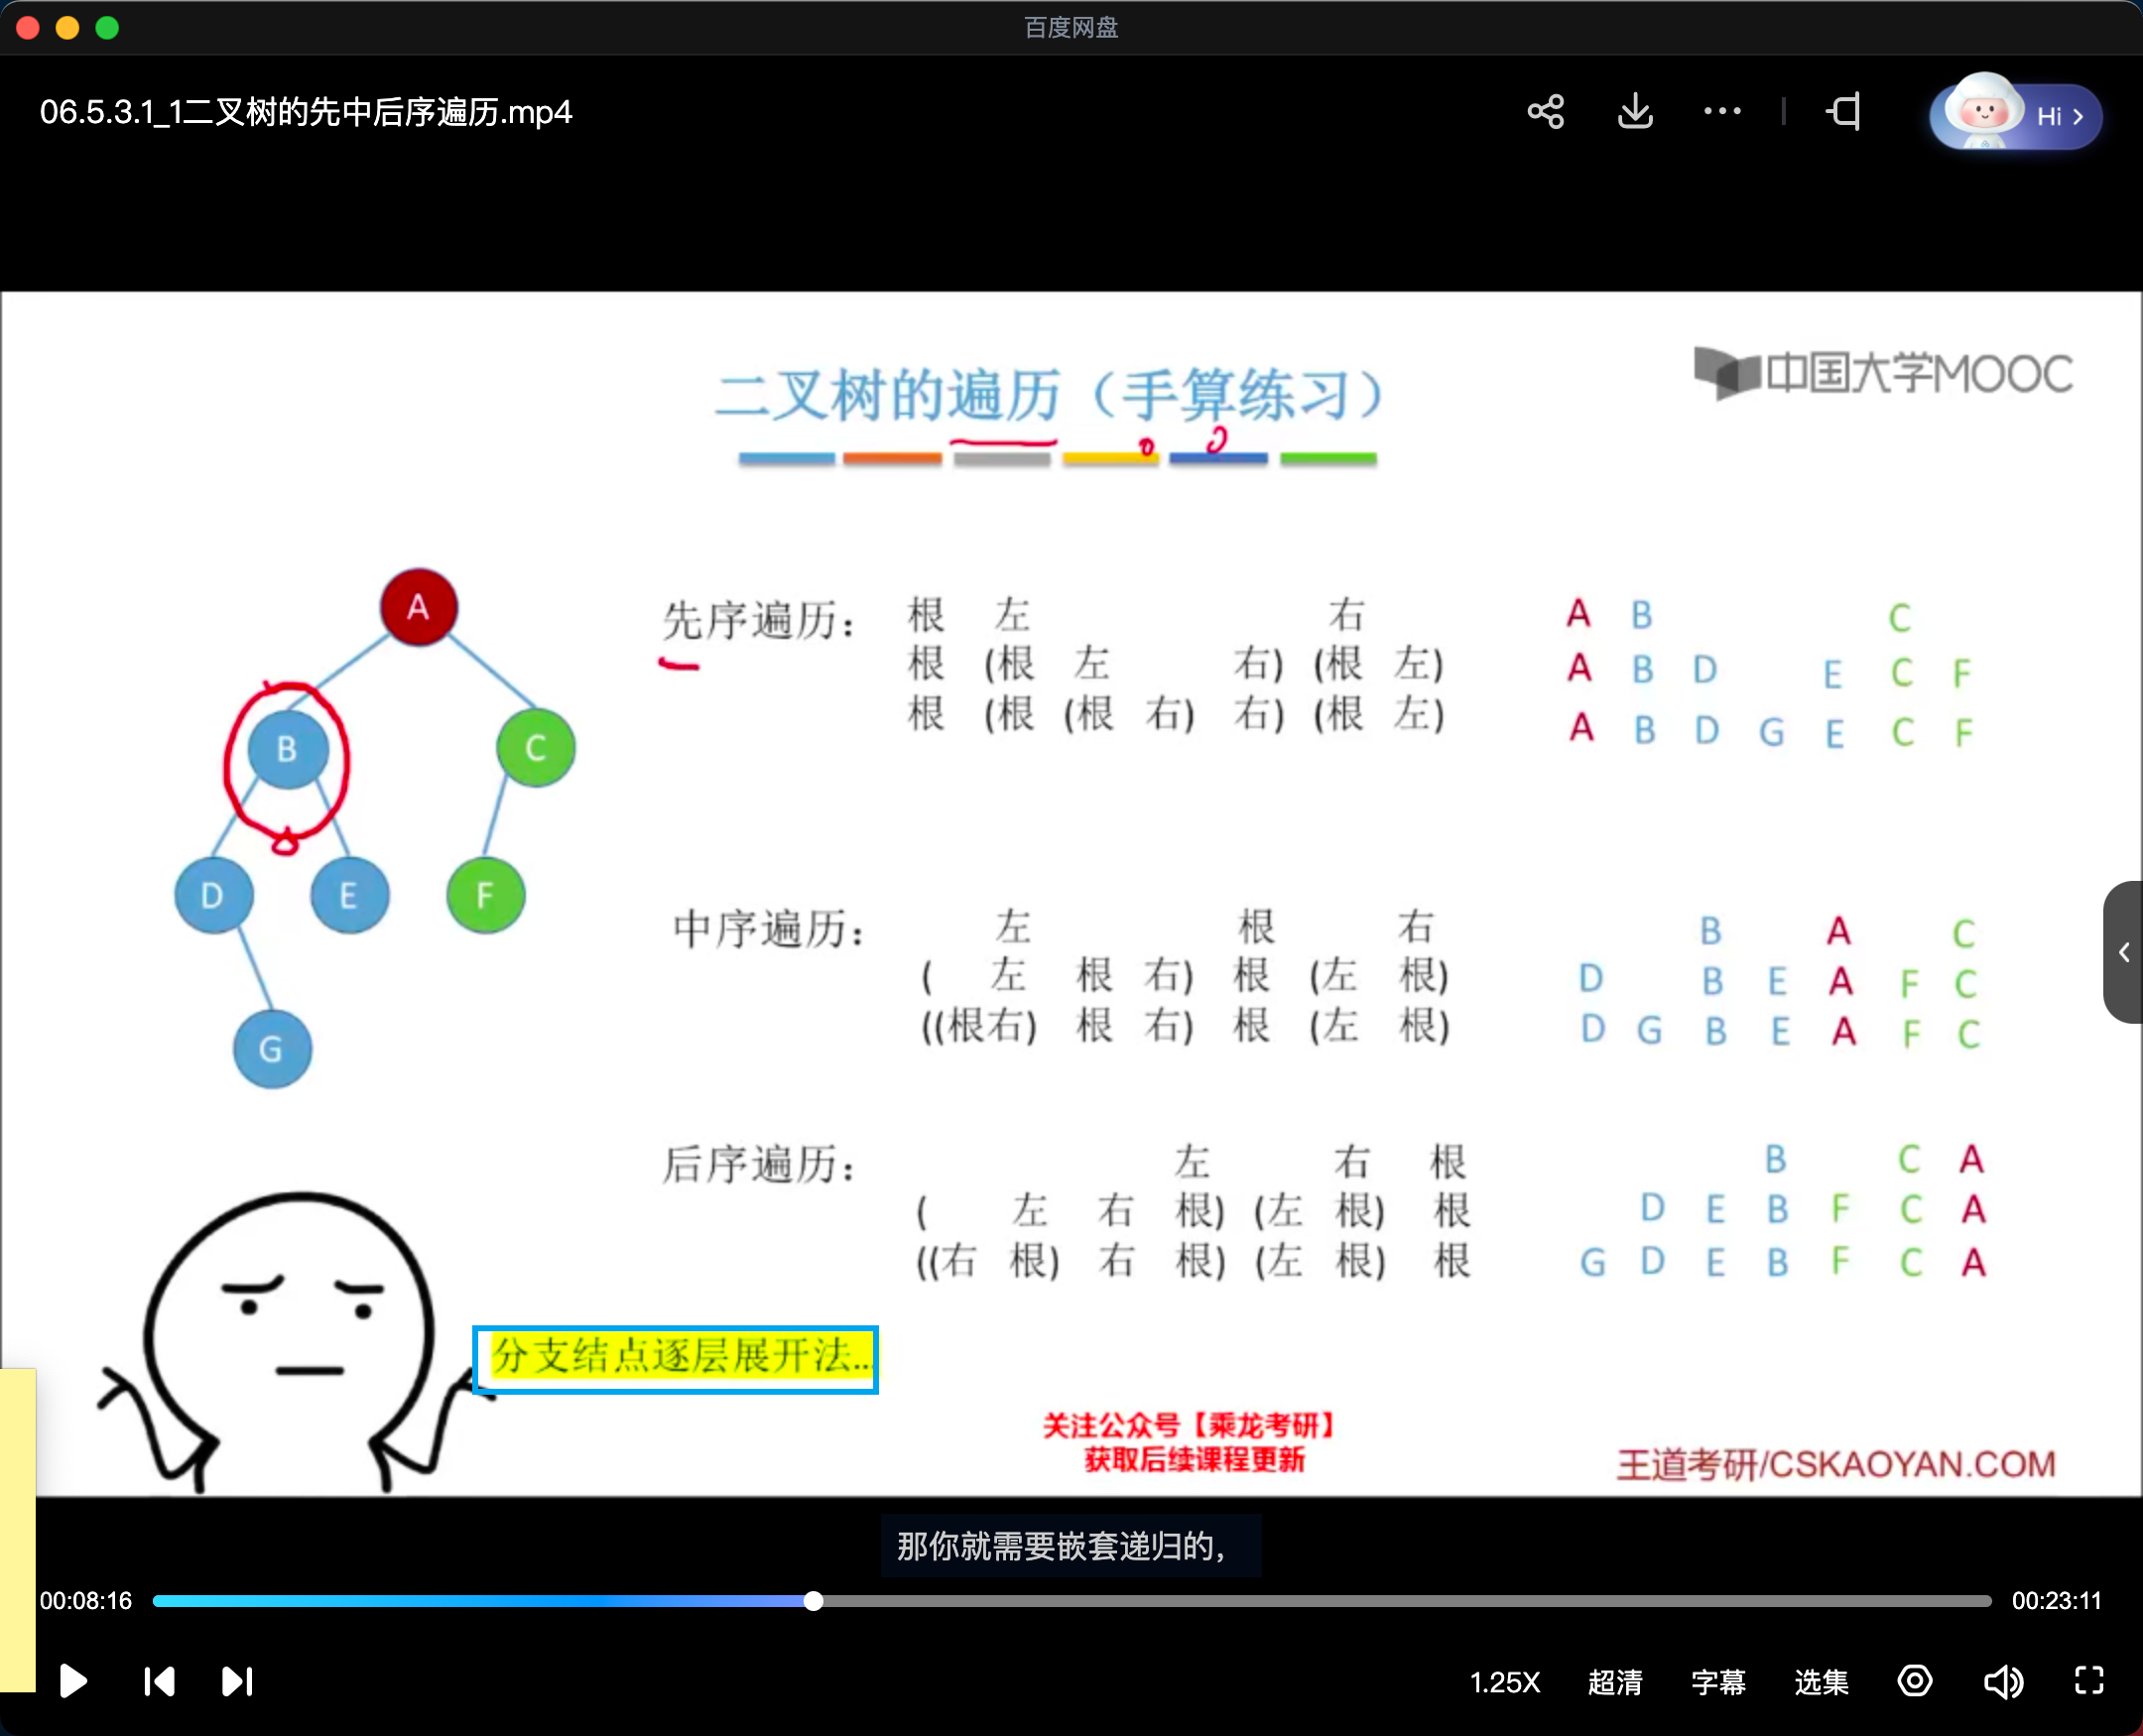 百度网盘
06.5.3.1_1二叉树的先中后序遍历.mp4
Hi
二叉树的遍历（手算练习）
中国大学MOOC
A
B
C
D
E
F
G
先序遍历： 根 左 右 A B C
根 (根 左 右) (根 左) A B D E C F
根 (根 (根 右) 右) (根 左) A B D G E C F
中序遍历： 左 根 右 B A C
( 左 根 右) 根 (左 根) D B E A F C
((根右) 根 右) 根 (左 根) D G B E A F C
后序遍历： 左 右 根 B C A
( 左 右 根) (左 根) 根 D E B F C A
((右 根) 右 根) (左 根) 根 G D E B F C A
分支结点逐层展开法...
关注公众号【乘龙考研】
获取后续课程更新
王道考研/CSKAOYAN.COM
那你就需要嵌套递归的,
00:08:16
00:23:11
1.25X 超清 字幕 选集